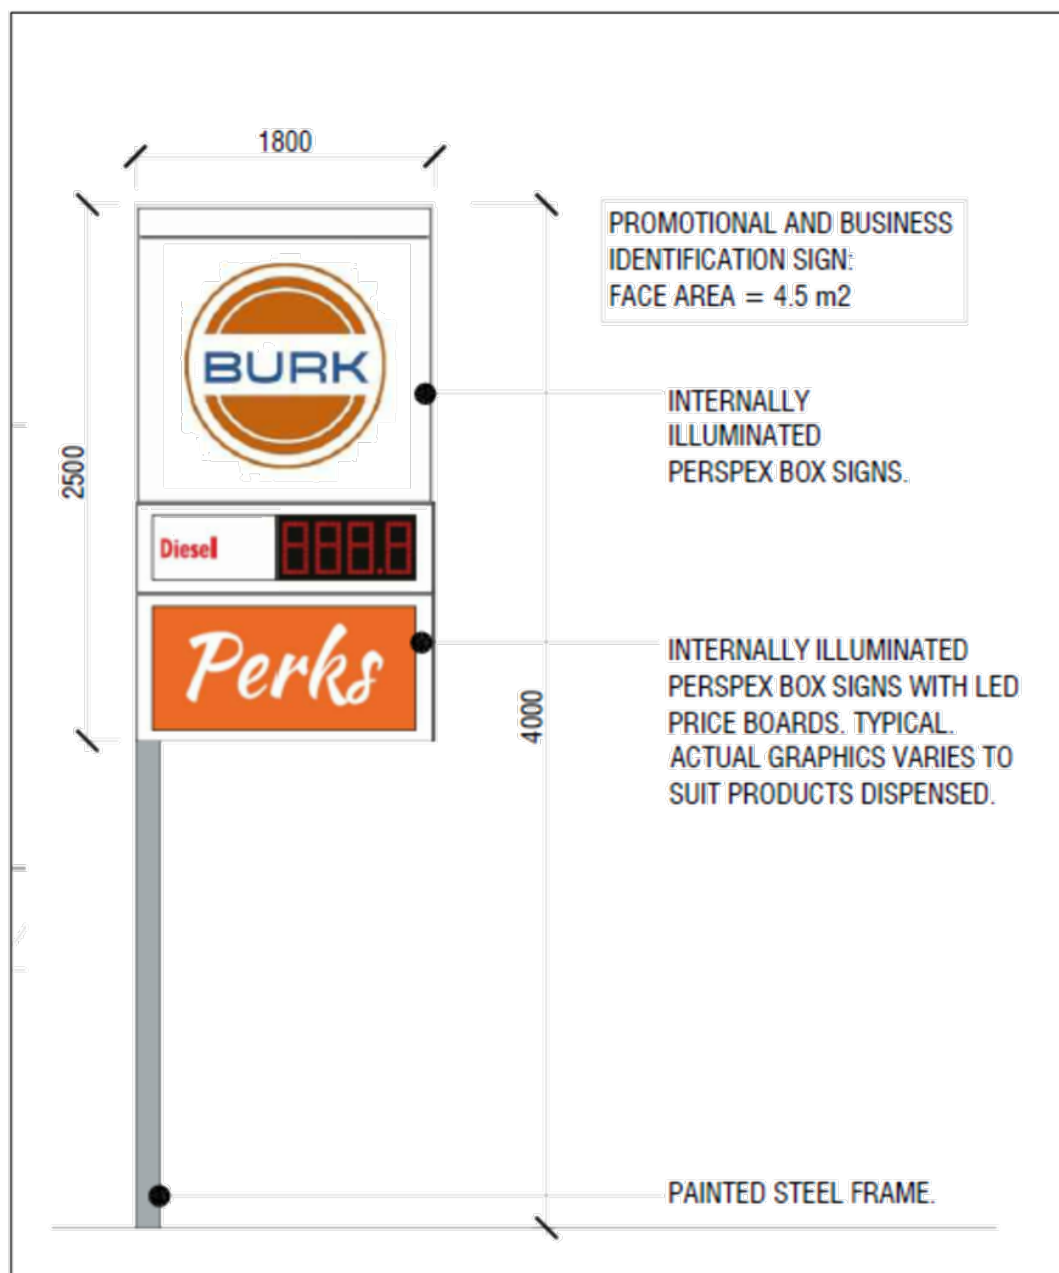 1800
PROMOTIONAL AND BUSINESS
IDENTIFICATION SIGN:
FACE AREA = 4.5 m2
BURK
INTERNALLY
ILLUMINATED
PERSPEX BOX SIGNS.
2500
Diesel
888.8
Perks
INTERNALLY ILLUMINATED
PERSPEX BOX SIGNS WITH LED
PRICE BOARDS. TYPICAL.
ACTUAL GRAPHICS VARIES TO
SUIT PRODUCTS DISPENSED.
4000
PAINTED STEEL FRAME.